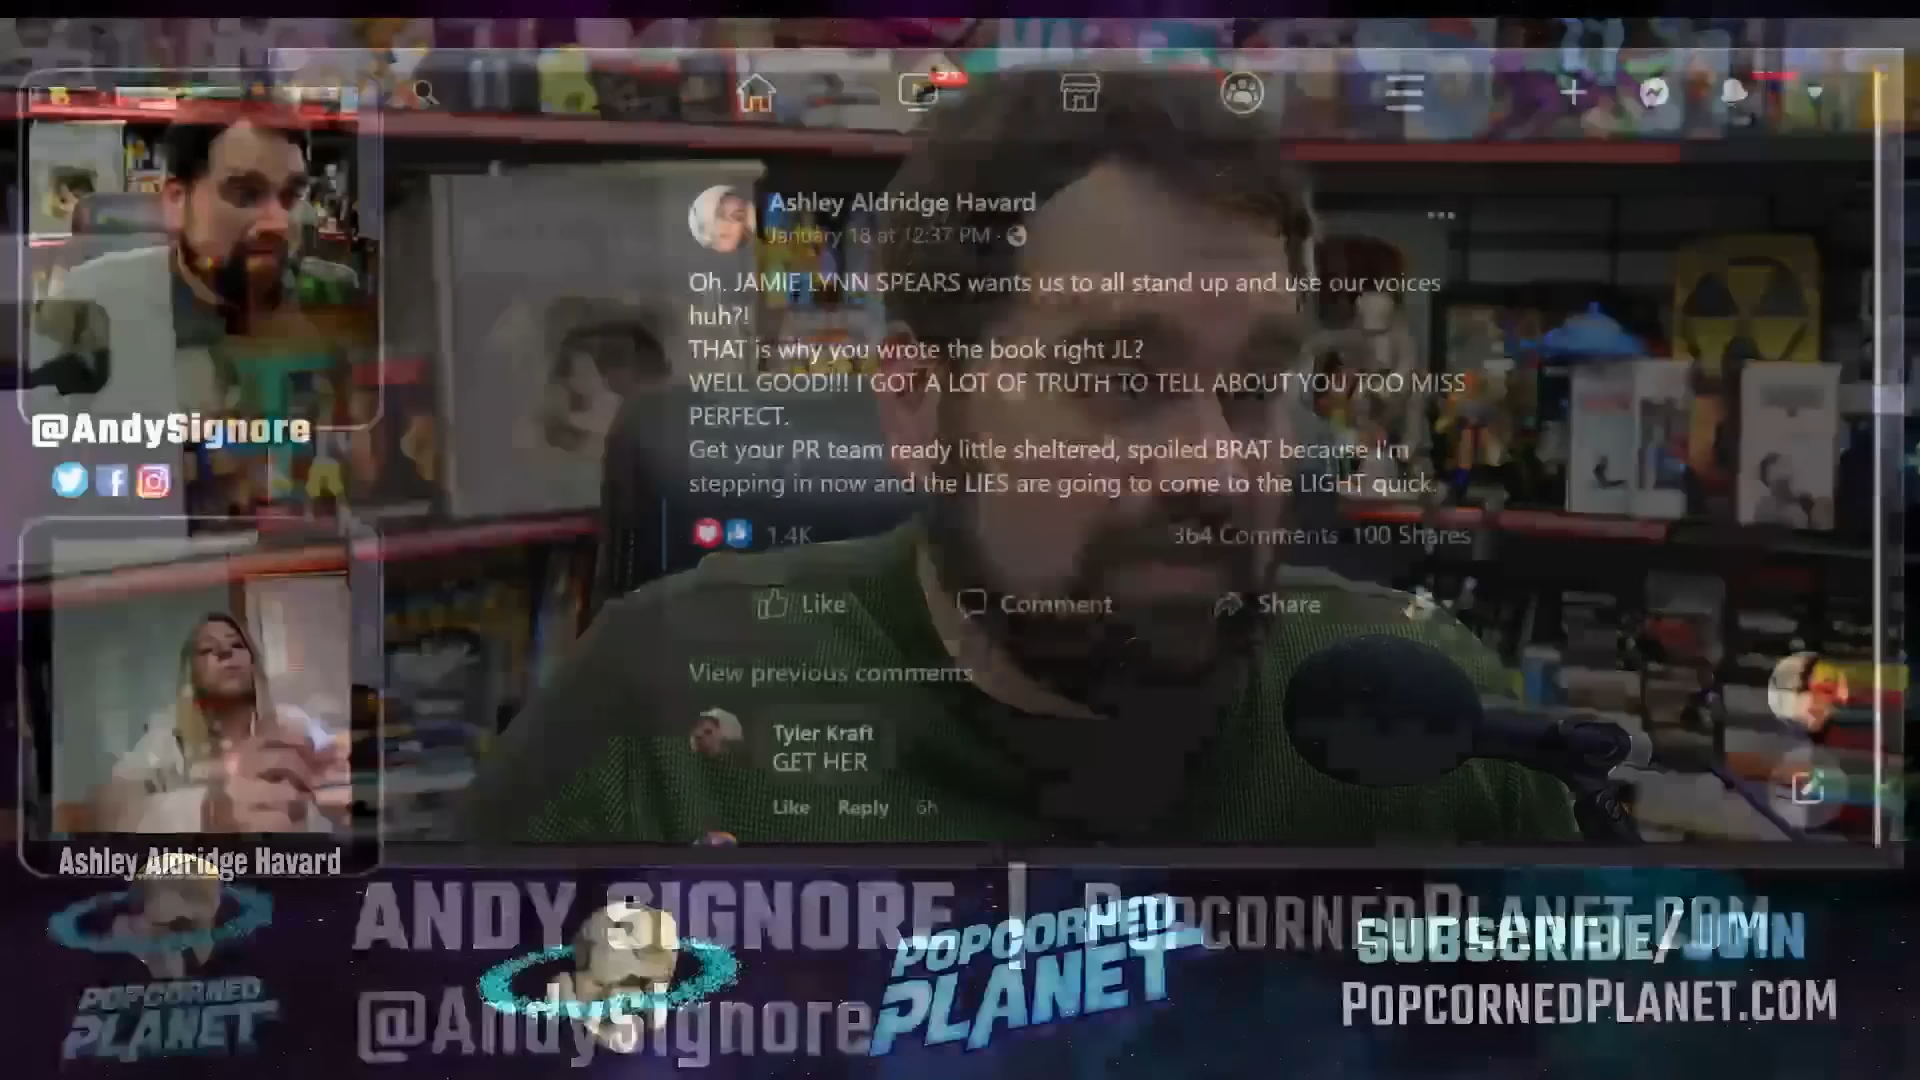 9+
Ashley Aldridge Havard
January 18 at 12:37 PM ·
Oh. JAMIE LYNN SPEARS wants us to all stand up and use our voices
huh?!
THAT is why you wrote the book right JL?
WELL GOOD!!! I GOT A LOT OF TRUTH TO TELL ABOUT YOU TOO MISS
PERFECT.
Get your PR team ready little sheltered, spoiled BRAT because I'm
stepping in now and the LIES are going to come to the LIGHT quick.
1.4K
364 Comments 100 Shares
Like
Comment
Share
View previous comments
Tyler Kraft
GET HER
Like Reply 6h
@AndySignore
Ashley Aldridge Havard
ANDY SIGNORE | POPCORNEDPLANET.COM
@AndySignore
POPCORNED
PLANET
POPCORNED
PLANET
SUBSCRIBE/JOIN
POPCORNEDPLANET.COM